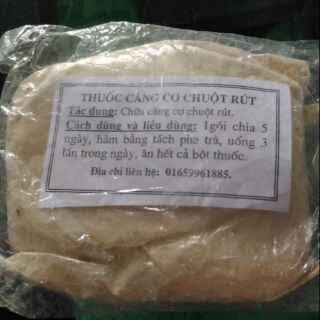 THUỐC CĂNG CƠ CHUỘT RÚT
Tác dụng: Chữa căng cơ chuột rút.
Cách dùng và liều dùng: 1gói chia 5
ngày, hãm bằng tách pha trà, uống 3
lần trong ngày, ăn hết cả bột thuốc.
Địa chỉ liên hệ: 01659961885.